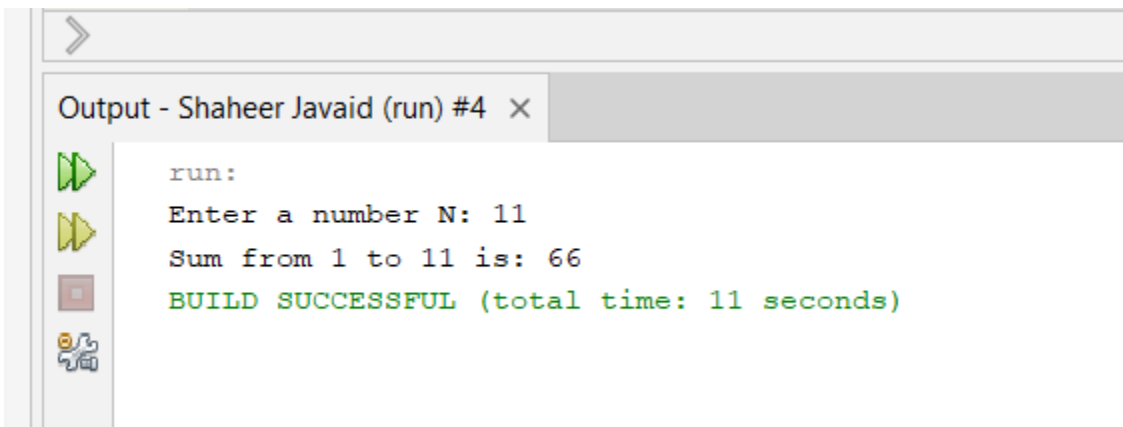 Output - Shaheer Javaid (run) #4
run:
Enter a number N: 11
Sum from 1 to 11 is: 66
BUILD SUCCESSFUL (total time: 11 seconds)